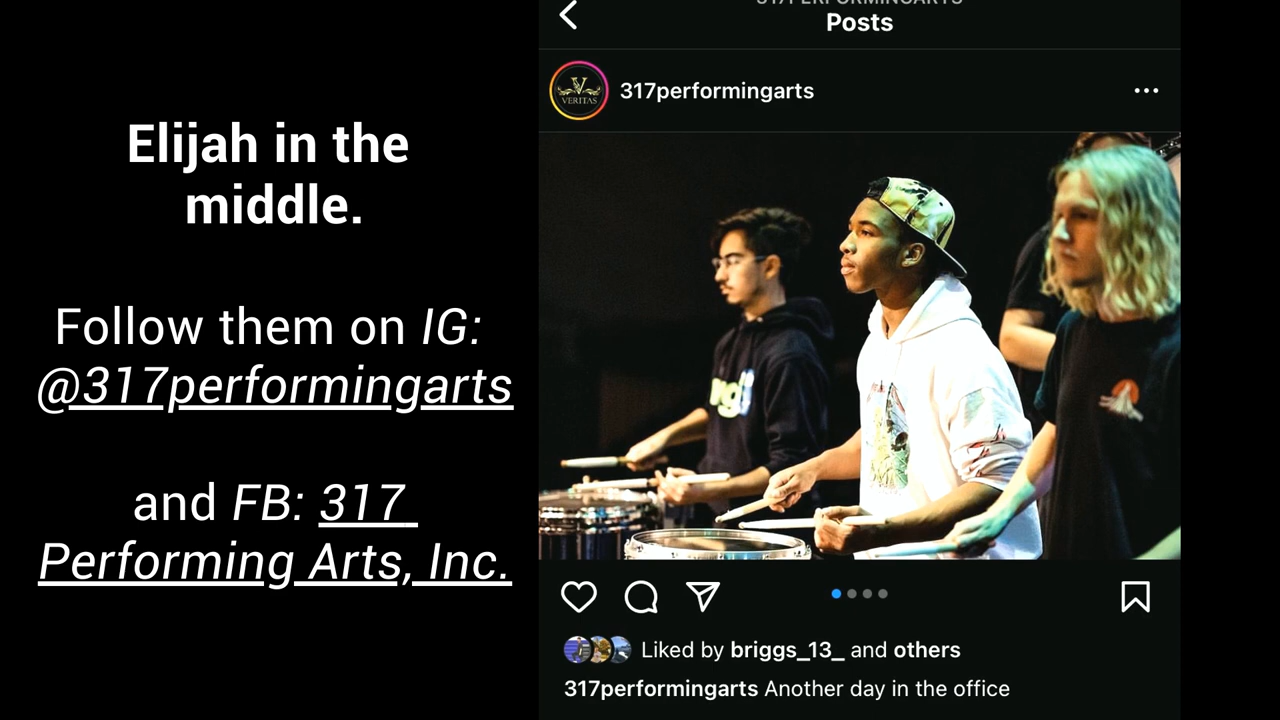 Elijah in the
middle.
Follow them on IG:
@317performingarts
and FB: 317
Performing Arts, Inc.
317PERFORMINGARTS
Posts
V
VERITAS
317performingarts
Liked by briggs_13_ and others
317performingarts Another day in the office